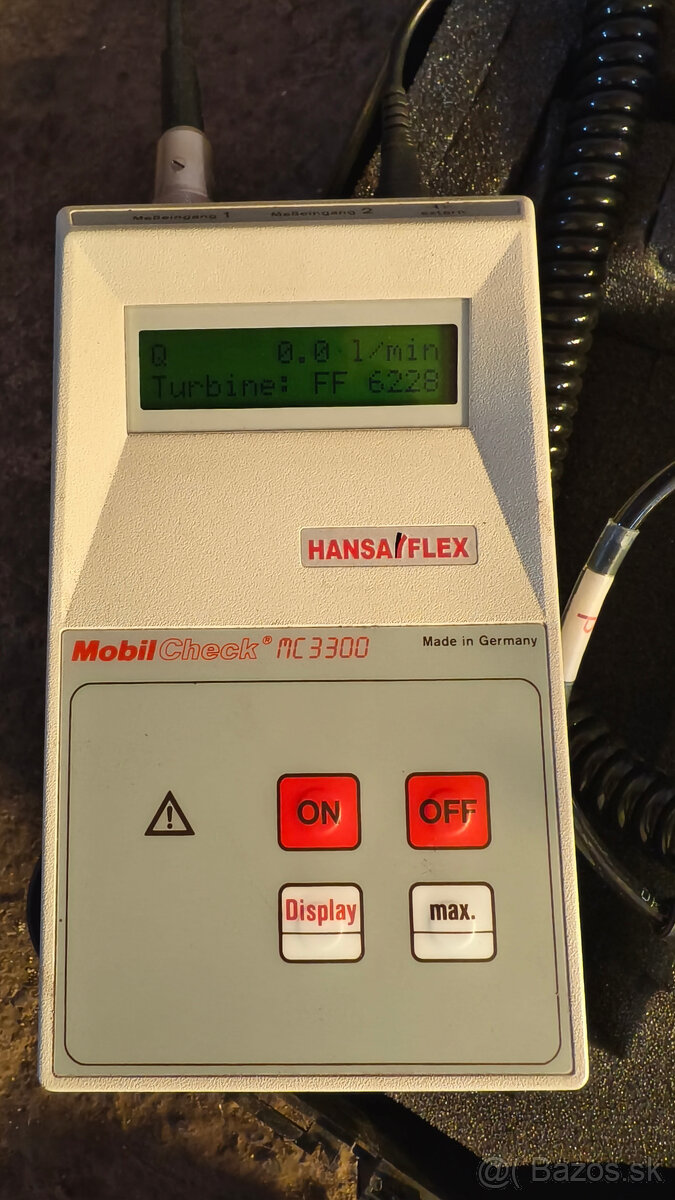 Meßeingang 1 Meßeingang 2 extern
Q 0.0 l/min
Turbine: FF 6228
HANSA FLEX
MobilCheck® MC3300 Made in Germany
ON OFF
Display max.
@( Bazos.sk